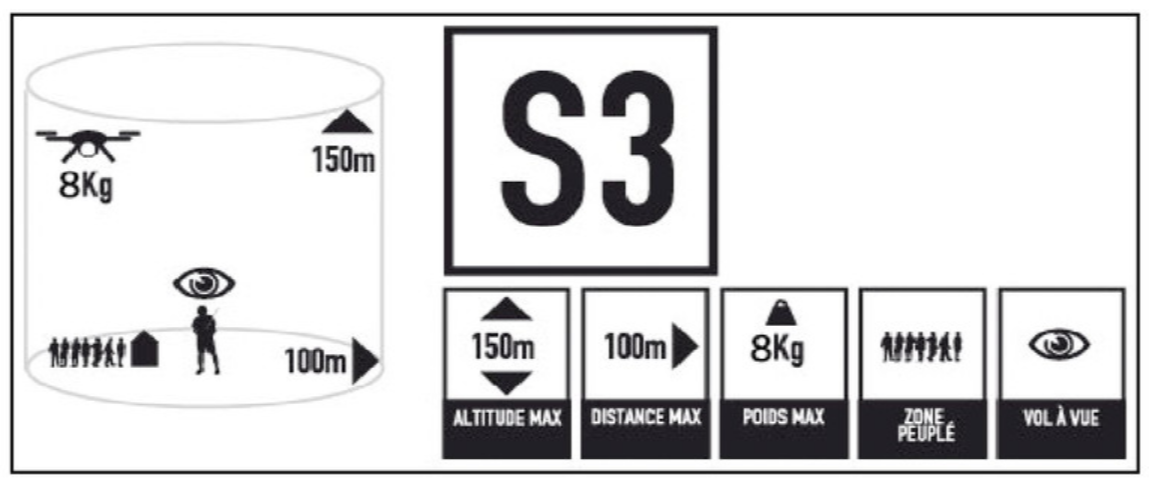 150m
8Kg
100m
S3
150m
100m
8Kg
ALTITUDE MAX
DISTANCE MAX
POIDS MAX
ZONE
PEUPLÉ
VOL À VUE